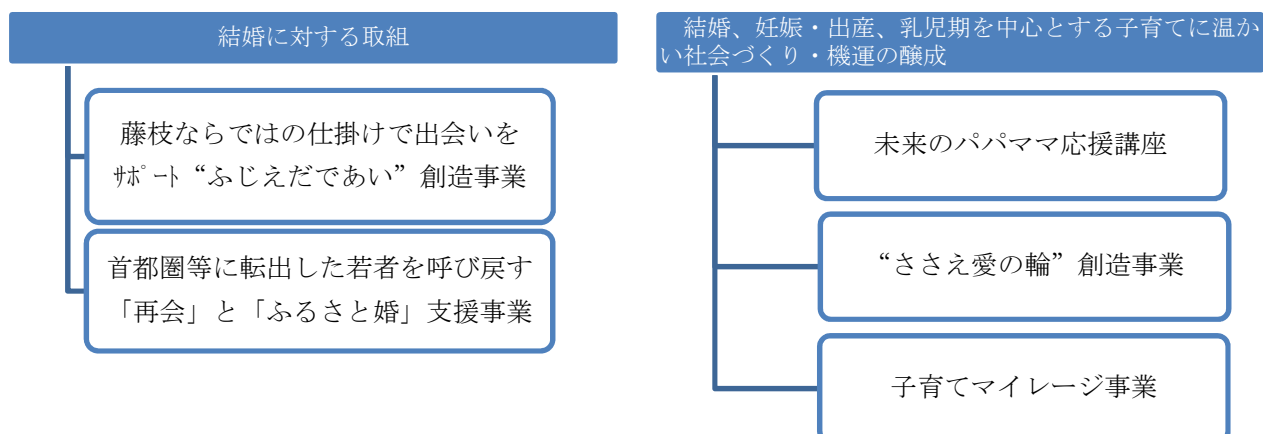 結婚に対する取組
藤枝ならではの仕掛けで出会いを
ｻﾎﾟｰﾄ“ふじえだであい”創造事業
首都圏等に転出した若者を呼び戻す
「再会」と「ふるさと婚」支援事業
結婚、妊娠・出産、乳児期を中心とする子育てに温か
い社会づくり・機運の醸成
未来のパパママ応援講座
“ささえ愛の輪”創造事業
子育てマイレージ事業